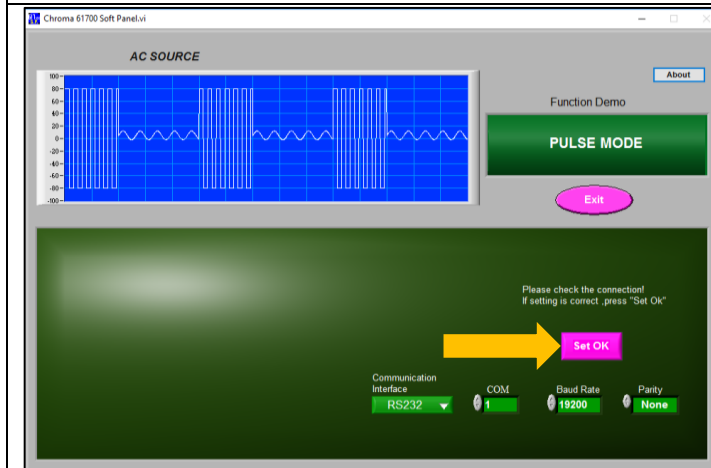 Chroma 61700 Soft Panel.vi
AC SOURCE
About
100
80
60
40
20
0
-20
-40
-60
-80
-100
Function Demo
PULSE MODE
Exit
Please check the connection!
If setting is correct ,press "Set Ok"
Set OK
Communication
Interface
COM
Baud Rate
Parity
RS232
1
19200
None